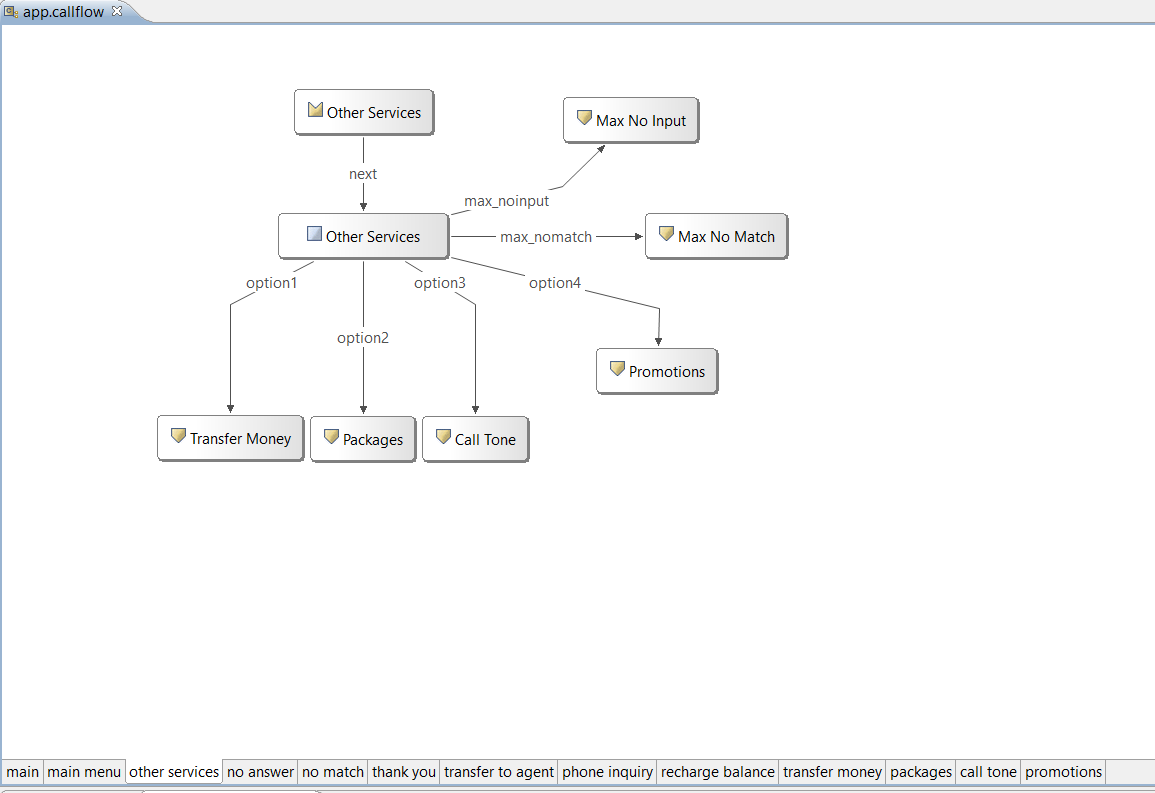 app.callflow
Other Services
Max No Input
next
max_noinput
Other Services
max_nomatch
Max No Match
option1
option3
option4
option2
Promotions
Transfer Money
Packages
Call Tone
main
main menu
other services
no answer
no match
thank you
transfer to agent
phone inquiry
recharge balance
transfer money
packages
call tone
promotions